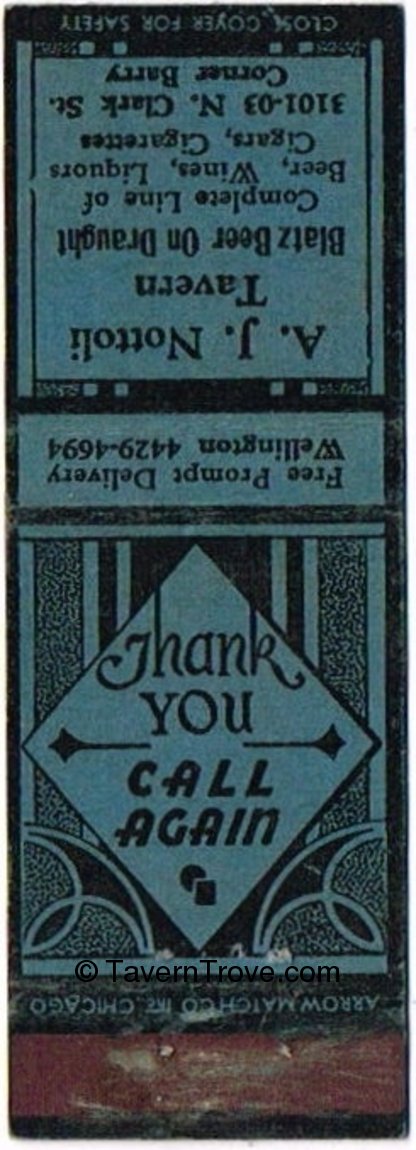 CLOSE COVER FOR SAFETY
A. J. Nottoli
Tavern
Blatz Beer On Draught
Complete Line of
Beer, Wines, Liquors
Cigars, Cigarettes
3101-03 N. Clark St.
Corner Barry
Free Prompt Delivery
Wellington 4429-4694
Thank
YOU
CALL
AGAIN
© TavernTrove.com
ARROW MATCH CO INC. CHICAGO